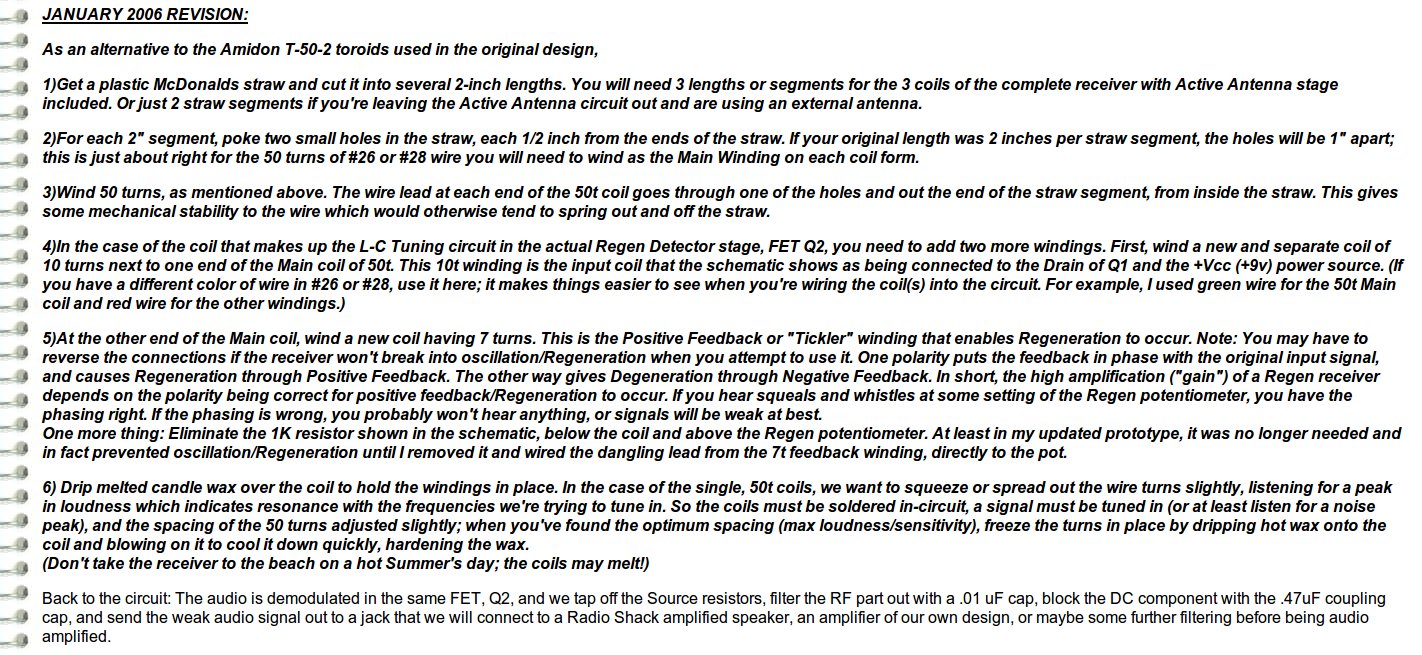 JANUARY 2006 REVISION:
As an alternative to the Amidon T-50-2 toroids used in the original design,
1)Get a plastic McDonalds straw and cut it into several 2-inch lengths. You will need 3 lengths or segments for the 3 coils of the complete receiver with Active Antenna stage
included. Or just 2 straw segments if you're leaving the Active Antenna circuit out and are using an external antenna.
2)For each 2" segment, poke two small holes in the straw, each 1/2 inch from the ends of the straw. If your original length was 2 inches per straw segment, the holes will be 1" apart;
this is just about right for the 50 turns of #26 or #28 wire you will need to wind as the Main Winding on each coil form.
3)Wind 50 turns, as mentioned above. The wire lead at each end of the 50t coil goes through one of the holes and out the end of the straw segment, from inside the straw. This gives
some mechanical stability to the wire which would otherwise tend to spring out and off the straw.
4)In the case of the coil that makes up the L-C Tuning circuit in the actual Regen Detector stage, FET Q2, you need to add two more windings. First, wind a new and separate coil of
10 turns next to one end of the Main coil of 50t. This 10t winding is the input coil that the schematic shows as being connected to the Drain of Q1 and the +Vcc (+9v) power source. (If
you have a different color of wire in #26 or #28, use it here; it makes things easier to see when you're wiring the coil(s) into the circuit. For example, I used green wire for the 50t Main
coil and red wire for the other windings.)
5)At the other end of the Main coil, wind a new coil having 7 turns. This is the Positive Feedback or "Tickler" winding that enables Regeneration to occur. Note: You may have to
reverse the connections if the receiver won't break into oscillation/Regeneration when you attempt to use it. One polarity puts the feedback in phase with the original input signal,
and causes Regeneration through Positive Feedback. The other way gives Degeneration through Negative Feedback. In short, the high amplification ("gain") of a Regen receiver
depends on the polarity being correct for positive feedback/Regeneration to occur. If you hear squeals and whistles at some setting of the Regen potentiometer, you have the
phasing right. If the phasing is wrong, you probably won't hear anything, or signals will be weak at best.
One more thing: Eliminate the 1K resistor shown in the schematic, below the coil and above the Regen potentiometer. At least in my updated prototype, it was no longer needed and
in fact prevented oscillation/Regeneration until I removed it and wired the dangling lead from the 7t feedback winding, directly to the pot.
6) Drip melted candle wax over the coil to hold the windings in place. In the case of the single, 50t coils, we want to squeeze or spread out the wire turns slightly, listening for a peak
in loudness which indicates resonance with the frequencies we're trying to tune in. So the coils must be soldered in-circuit, a signal must be tuned in (or at least listen for a noise
peak), and the spacing of the 50 turns adjusted slightly; when you've found the optimum spacing (max loudness/sensitivity), freeze the turns in place by dripping hot wax onto the
coil and blowing on it to cool it down quickly, hardening the wax.
(Don't take the receiver to the beach on a hot Summer's day; the coils may melt!)
Back to the circuit: The audio is demodulated in the same FET, Q2, and we tap off the Source resistors, filter the RF part out with a .01 uF cap, block the DC component with the .47uF coupling
cap, and send the weak audio signal out to a jack that we will connect to a Radio Shack amplified speaker, an amplifier of our own design, or maybe some further filtering before being audio
amplified.